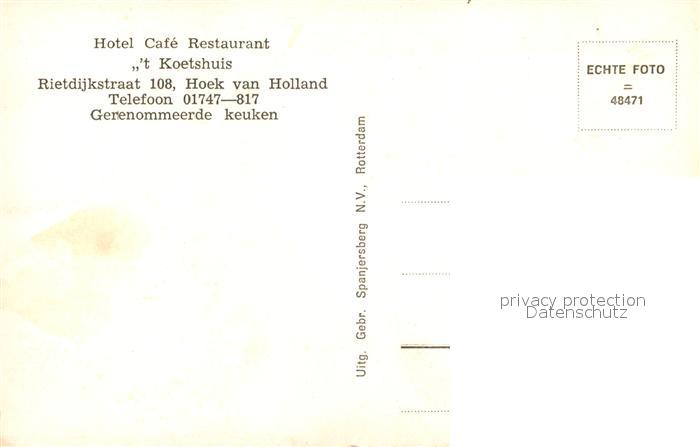 Hotel Café Restaurant
„'t Koetshuis
Rietdijkstraat 108, Hoek van Holland
Telefoon 01747—817
Gerenommeerde keuken
Uitg. Gebr. Spanjersberg N.V., Rotterdam
ECHTE FOTO
=
48471
privacy protection
Datenschutz